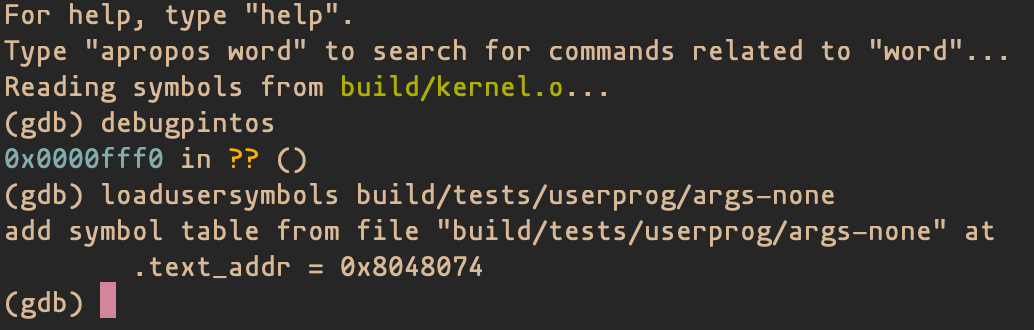 For help, type "help".
Type "apropos word" to search for commands related to "word"...
Reading symbols from build/kernel.o...
(gdb) debugpintos
0x0000fff0 in ?? ()
(gdb) loadusersymbols build/tests/userprog/args-none
add symbol table from file "build/tests/userprog/args-none" at
        .text_addr = 0x8048074
(gdb)